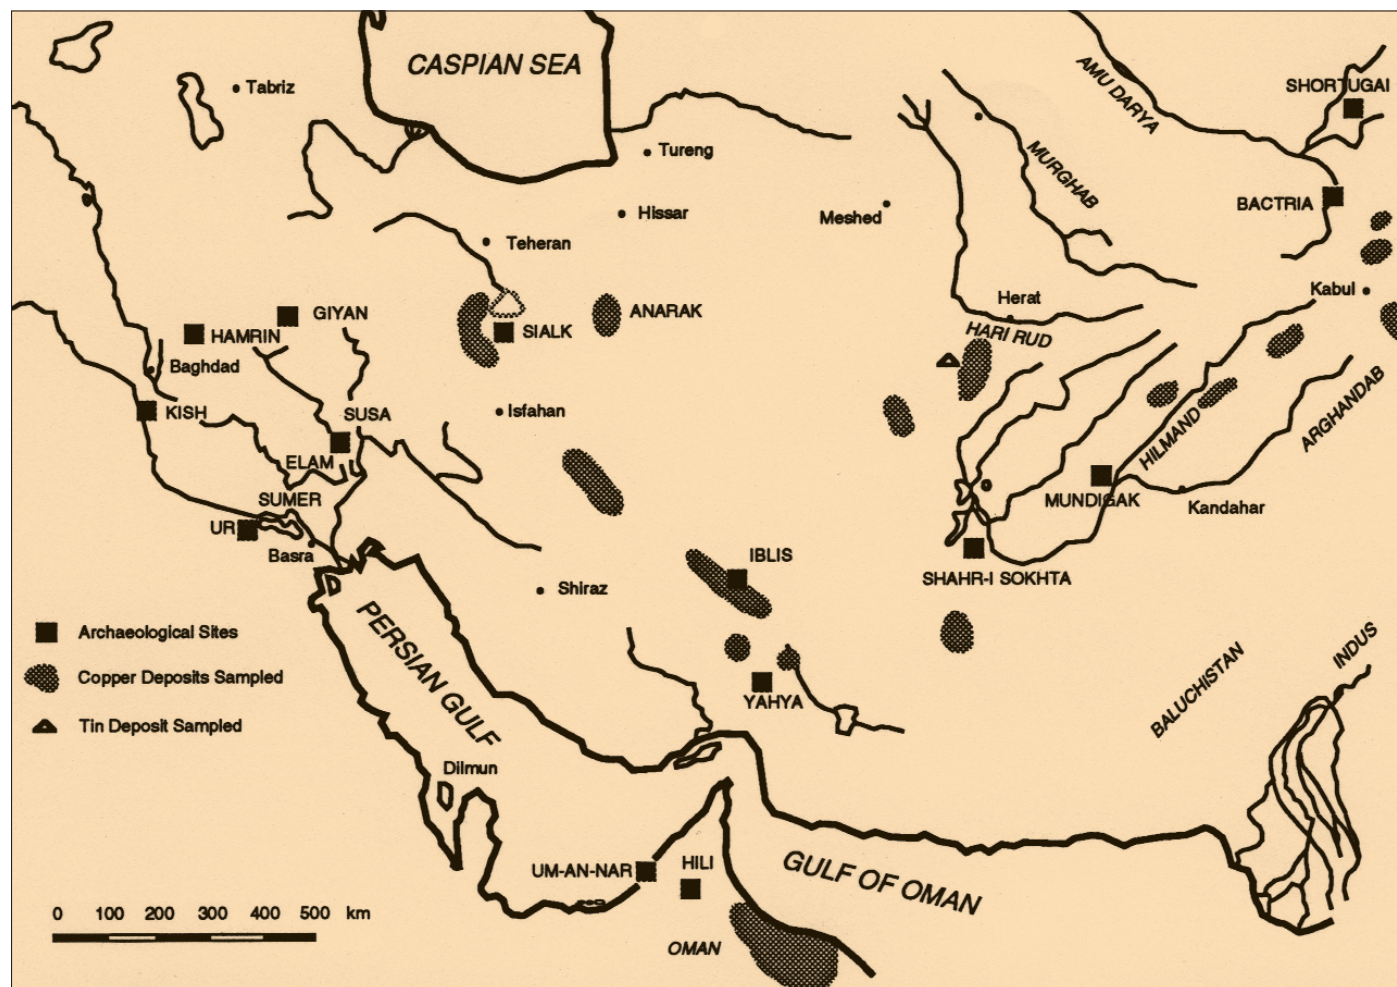 CASPIAN SEA
Tabriz
AMU DARYA
SHORTUGAI
Tureng
MURGHAB
Hissar
Meshed
BACTRIA
Teheran
Kabul
Herat
GIYAN
ANARAK
HAMRIN
SIALK
HARI RUD
Baghdad
KISH
SUSA
Isfahan
HILMAND
ARGHANDAB
ELAM
SUMER
MUNDIGAK
Kandahar
UR
Basra
IBLIS
SHAHR-I SOKHTA
Shiraz
PERSIAN GULF
Archaeological Sites
Copper Deposits Sampled
Tin Deposit Sampled
YAHYA
BALUCHISTAN
INDUS
Dilmun
UM-AN-NAR
HILI
GULF OF OMAN
0 100 200 300 400 500 km
OMAN